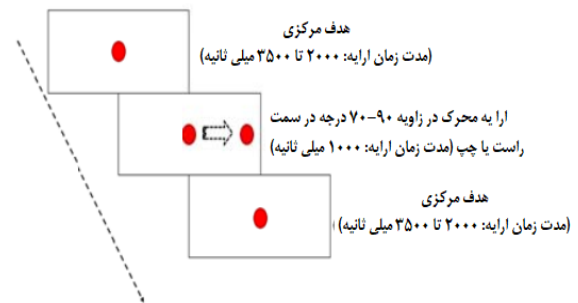 هدف مرکزی
(مدت زمان ارایه: ۲۰۰۰ تا ۳۵۰۰ میلی ثانیه)
ارا یه محرک در زاویه ۹۰-۷۰ درجه در سمت
راست یا چپ (مدت زمان ارایه: ۱۰۰۰ میلی ثانیه)
هدف مرکزی
(مدت زمان ارایه: ۲۰۰۰ تا ۳۵۰۰ میلی ثانیه)